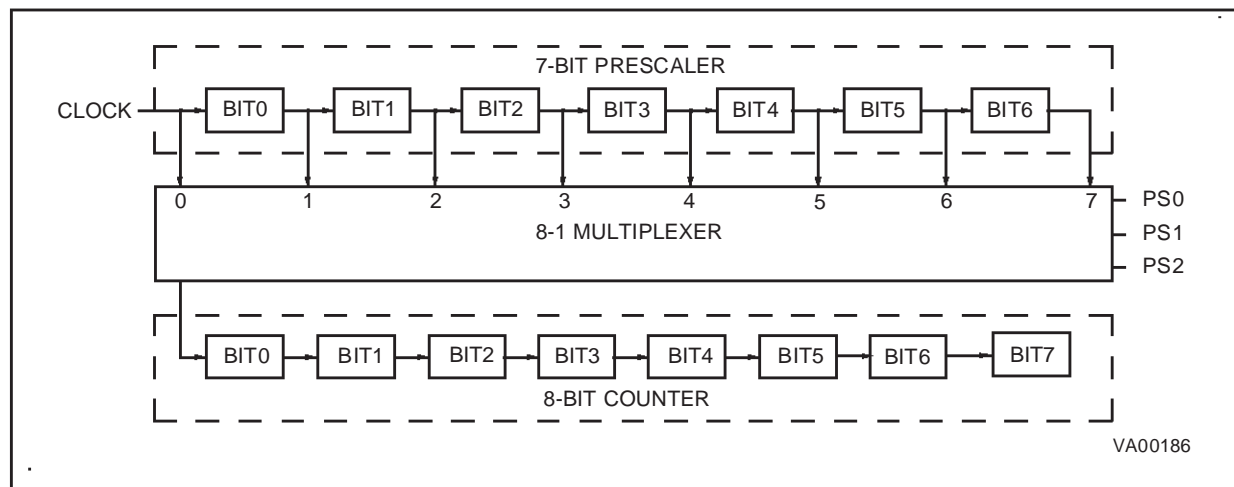 7-BIT PRESCALER
CLOCK BIT0 BIT1 BIT2 BIT3 BIT4 BIT5 BIT6
0 1 2 3 4 5 6 7 PS0
8-1 MULTIPLEXER PS1
PS2
BIT0 BIT1 BIT2 BIT3 BIT4 BIT5 BIT6 BIT7
8-BIT COUNTER
VA00186